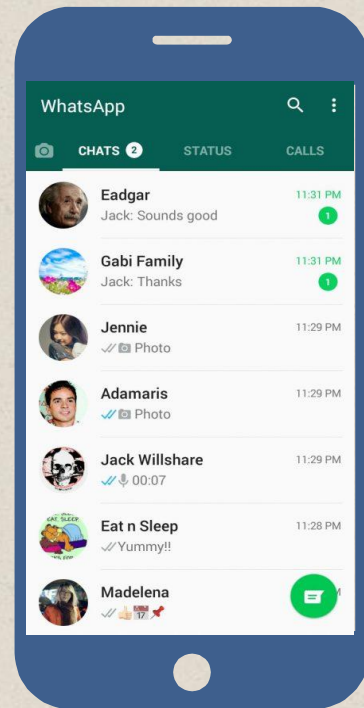 WhatsApp
CHATS 2 STATUS CALLS
Eadgar 11:31 PM
Jack: Sounds good 1
Gabi Family 11:31 PM
Jack: Thanks 1
Jennie 11:29 PM
Photo
Adamaris 11:29 PM
Photo
Jack Willshare 11:29 PM
00:07
Eat n Sleep 11:28 PM
Yummy!!
Madelena